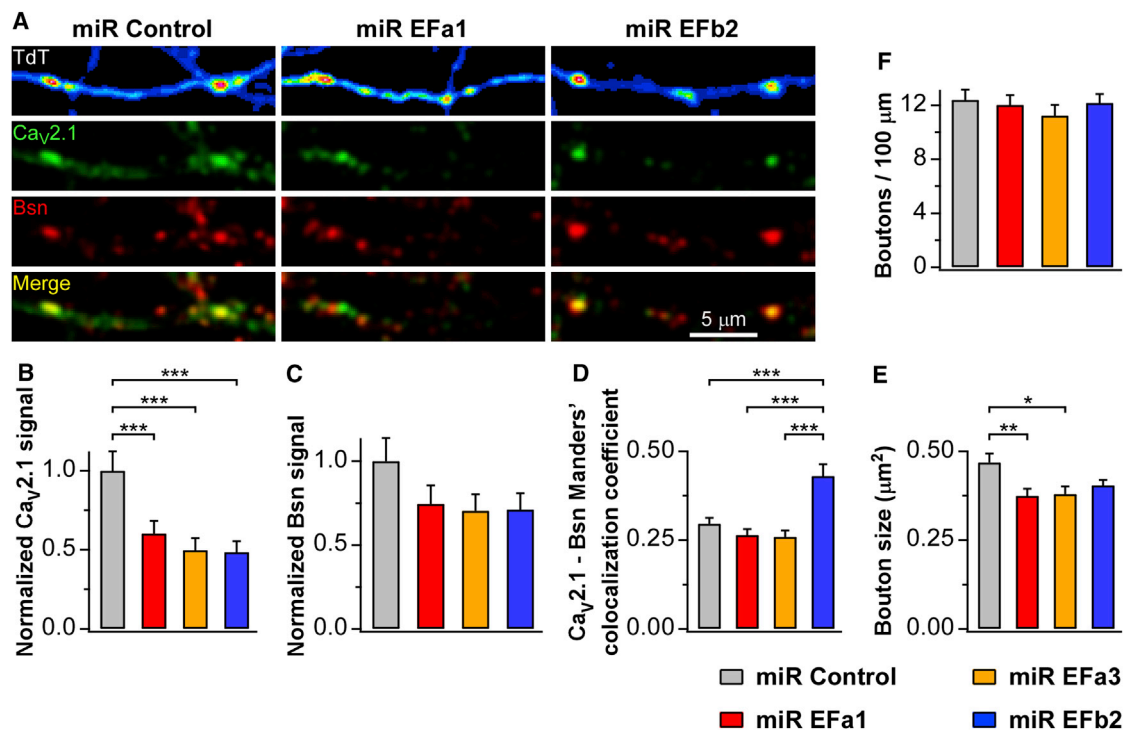 A
miR Control
miR EFa1
miR EFb2
TdT
CaV2.1
Bsn
Merge
5 μm
F
Boutons / 100 μm
12
8
4
0
B
Normalized CaV2.1 signal
1.0
0.5
0.0
***
***
***
C
Normalized Bsn signal
1.0
0.5
0.0
D
CaV2.1 - Bsn Manders'
colocalization coefficient
0.50
0.25
0.00
***
***
***
E
Bouton size (μm²)
0.50
0.25
0.00
*
**
miR Control
miR EFa3
miR EFa1
miR EFb2